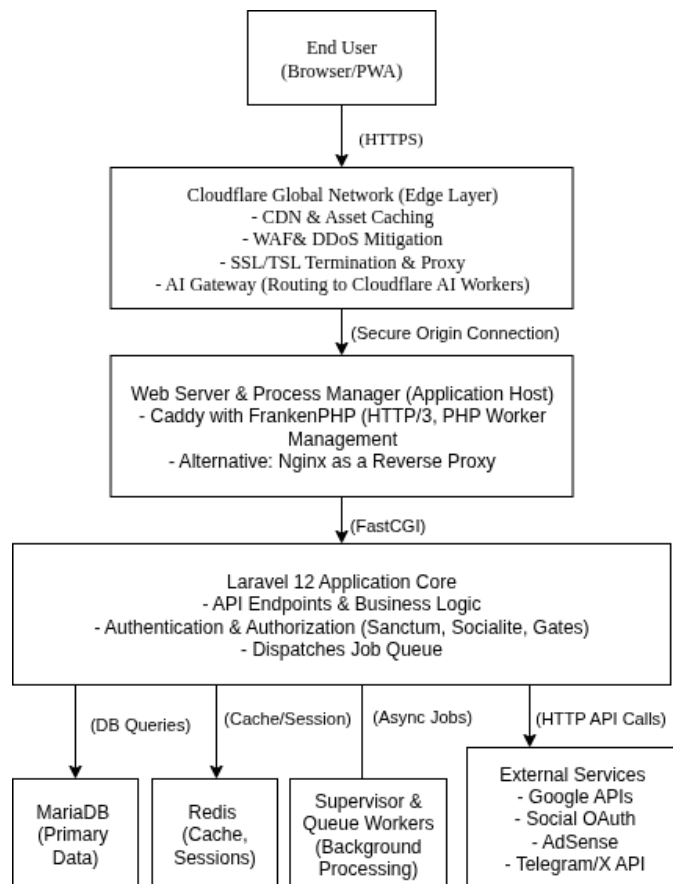 End User
(Browser/PWA)
(HTTPS)
Cloudflare Global Network (Edge Layer)
- CDN & Asset Caching
- WAF& DDoS Mitigation
- SSL/TSL Termination & Proxy
- AI Gateway (Routing to Cloudflare AI Workers)
(Secure Origin Connection)
Web Server & Process Manager (Application Host)
- Caddy with FrankenPHP (HTTP/3, PHP Worker
Management
- Alternative: Nginx as a Reverse Proxy
(FastCGI)
Laravel 12 Application Core
- API Endpoints & Business Logic
- Authentication & Authorization (Sanctum, Socialite, Gates)
- Dispatches Job Queue
(DB Queries)
(Cache/Session)
(Async Jobs)
(HTTP API Calls)
MariaDB
(Primary
Data)
Redis
(Cache,
Sessions)
Supervisor &
Queue Workers
(Background
Processing)
External Services
- Google APIs
- Social OAuth
- AdSense
- Telegram/X API